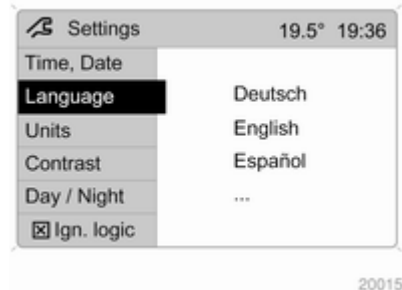 Settings 19.5° 19:36
Time, Date
Language Deutsch
Units English
Contrast Español
Day / Night ...
Ign. logic
20015